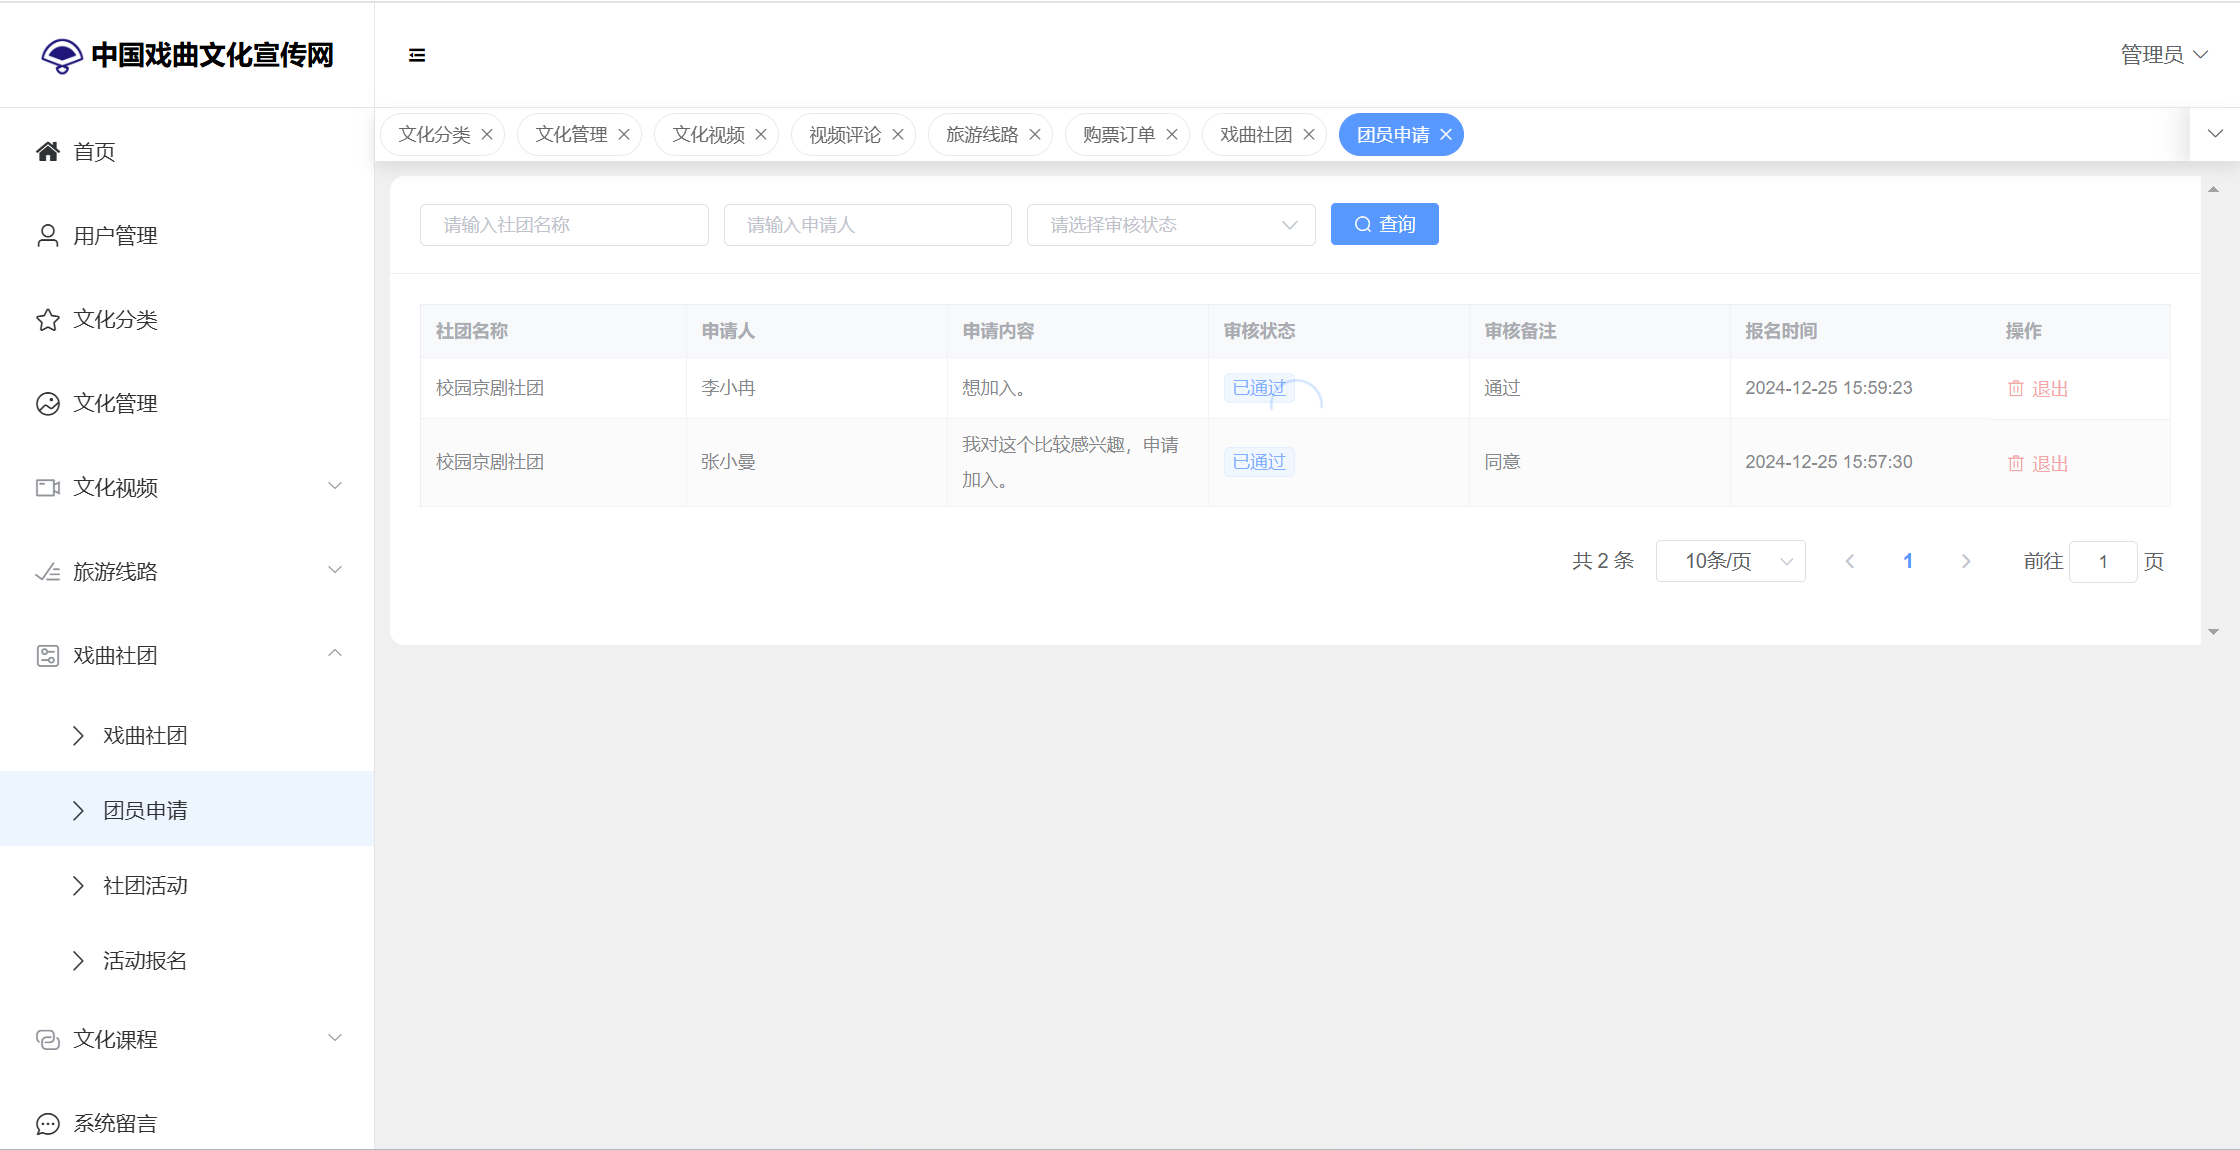 中国戏曲文化宣传网
管理员
首页
用户管理
文化分类
文化管理
文化视频
旅游线路
戏曲社团
戏曲社团
团员申请
社团活动
活动报名
文化课程
系统留言
文化分类 文化管理 文化视频 视频评论 旅游线路 购票订单 戏曲社团 团员申请
请输入社团名称 请输入申请人 请选择审核状态 查询
社团名称 申请人 申请内容 审核状态 审核备注 报名时间 操作
校园京剧社团 李小冉 想加入。 已通过 通过 2024-12-25 15:59:23 退出
校园京剧社团 张小曼 我对这个比较感兴趣，申请
加入。 已通过 同意 2024-12-25 15:57:30 退出
共 2 条 10条/页 1 前往 1 页